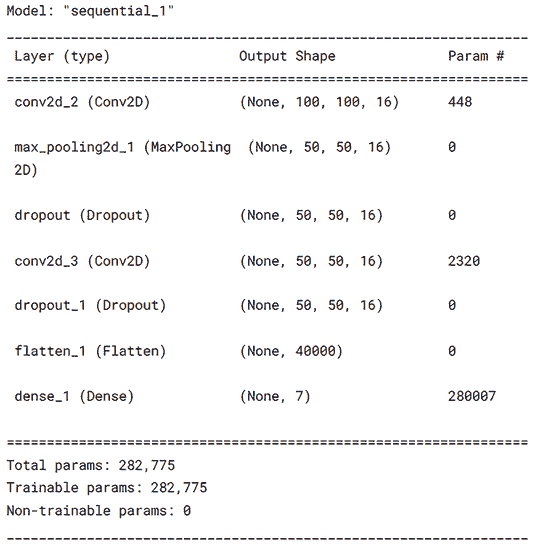 Model: "sequential_1"
_________________________________________________________________
Layer (type) Output Shape Param #
=================================================================
conv2d_2 (Conv2D) (None, 100, 100, 16) 448
max_pooling2d_1 (MaxPooling (None, 50, 50, 16) 0
2D)
dropout (Dropout) (None, 50, 50, 16) 0
conv2d_3 (Conv2D) (None, 50, 50, 16) 2320
dropout_1 (Dropout) (None, 50, 50, 16) 0
flatten_1 (Flatten) (None, 40000) 0
dense_1 (Dense) (None, 7) 280007
=================================================================
Total params: 282,775
Trainable params: 282,775
Non-trainable params: 0
_________________________________________________________________